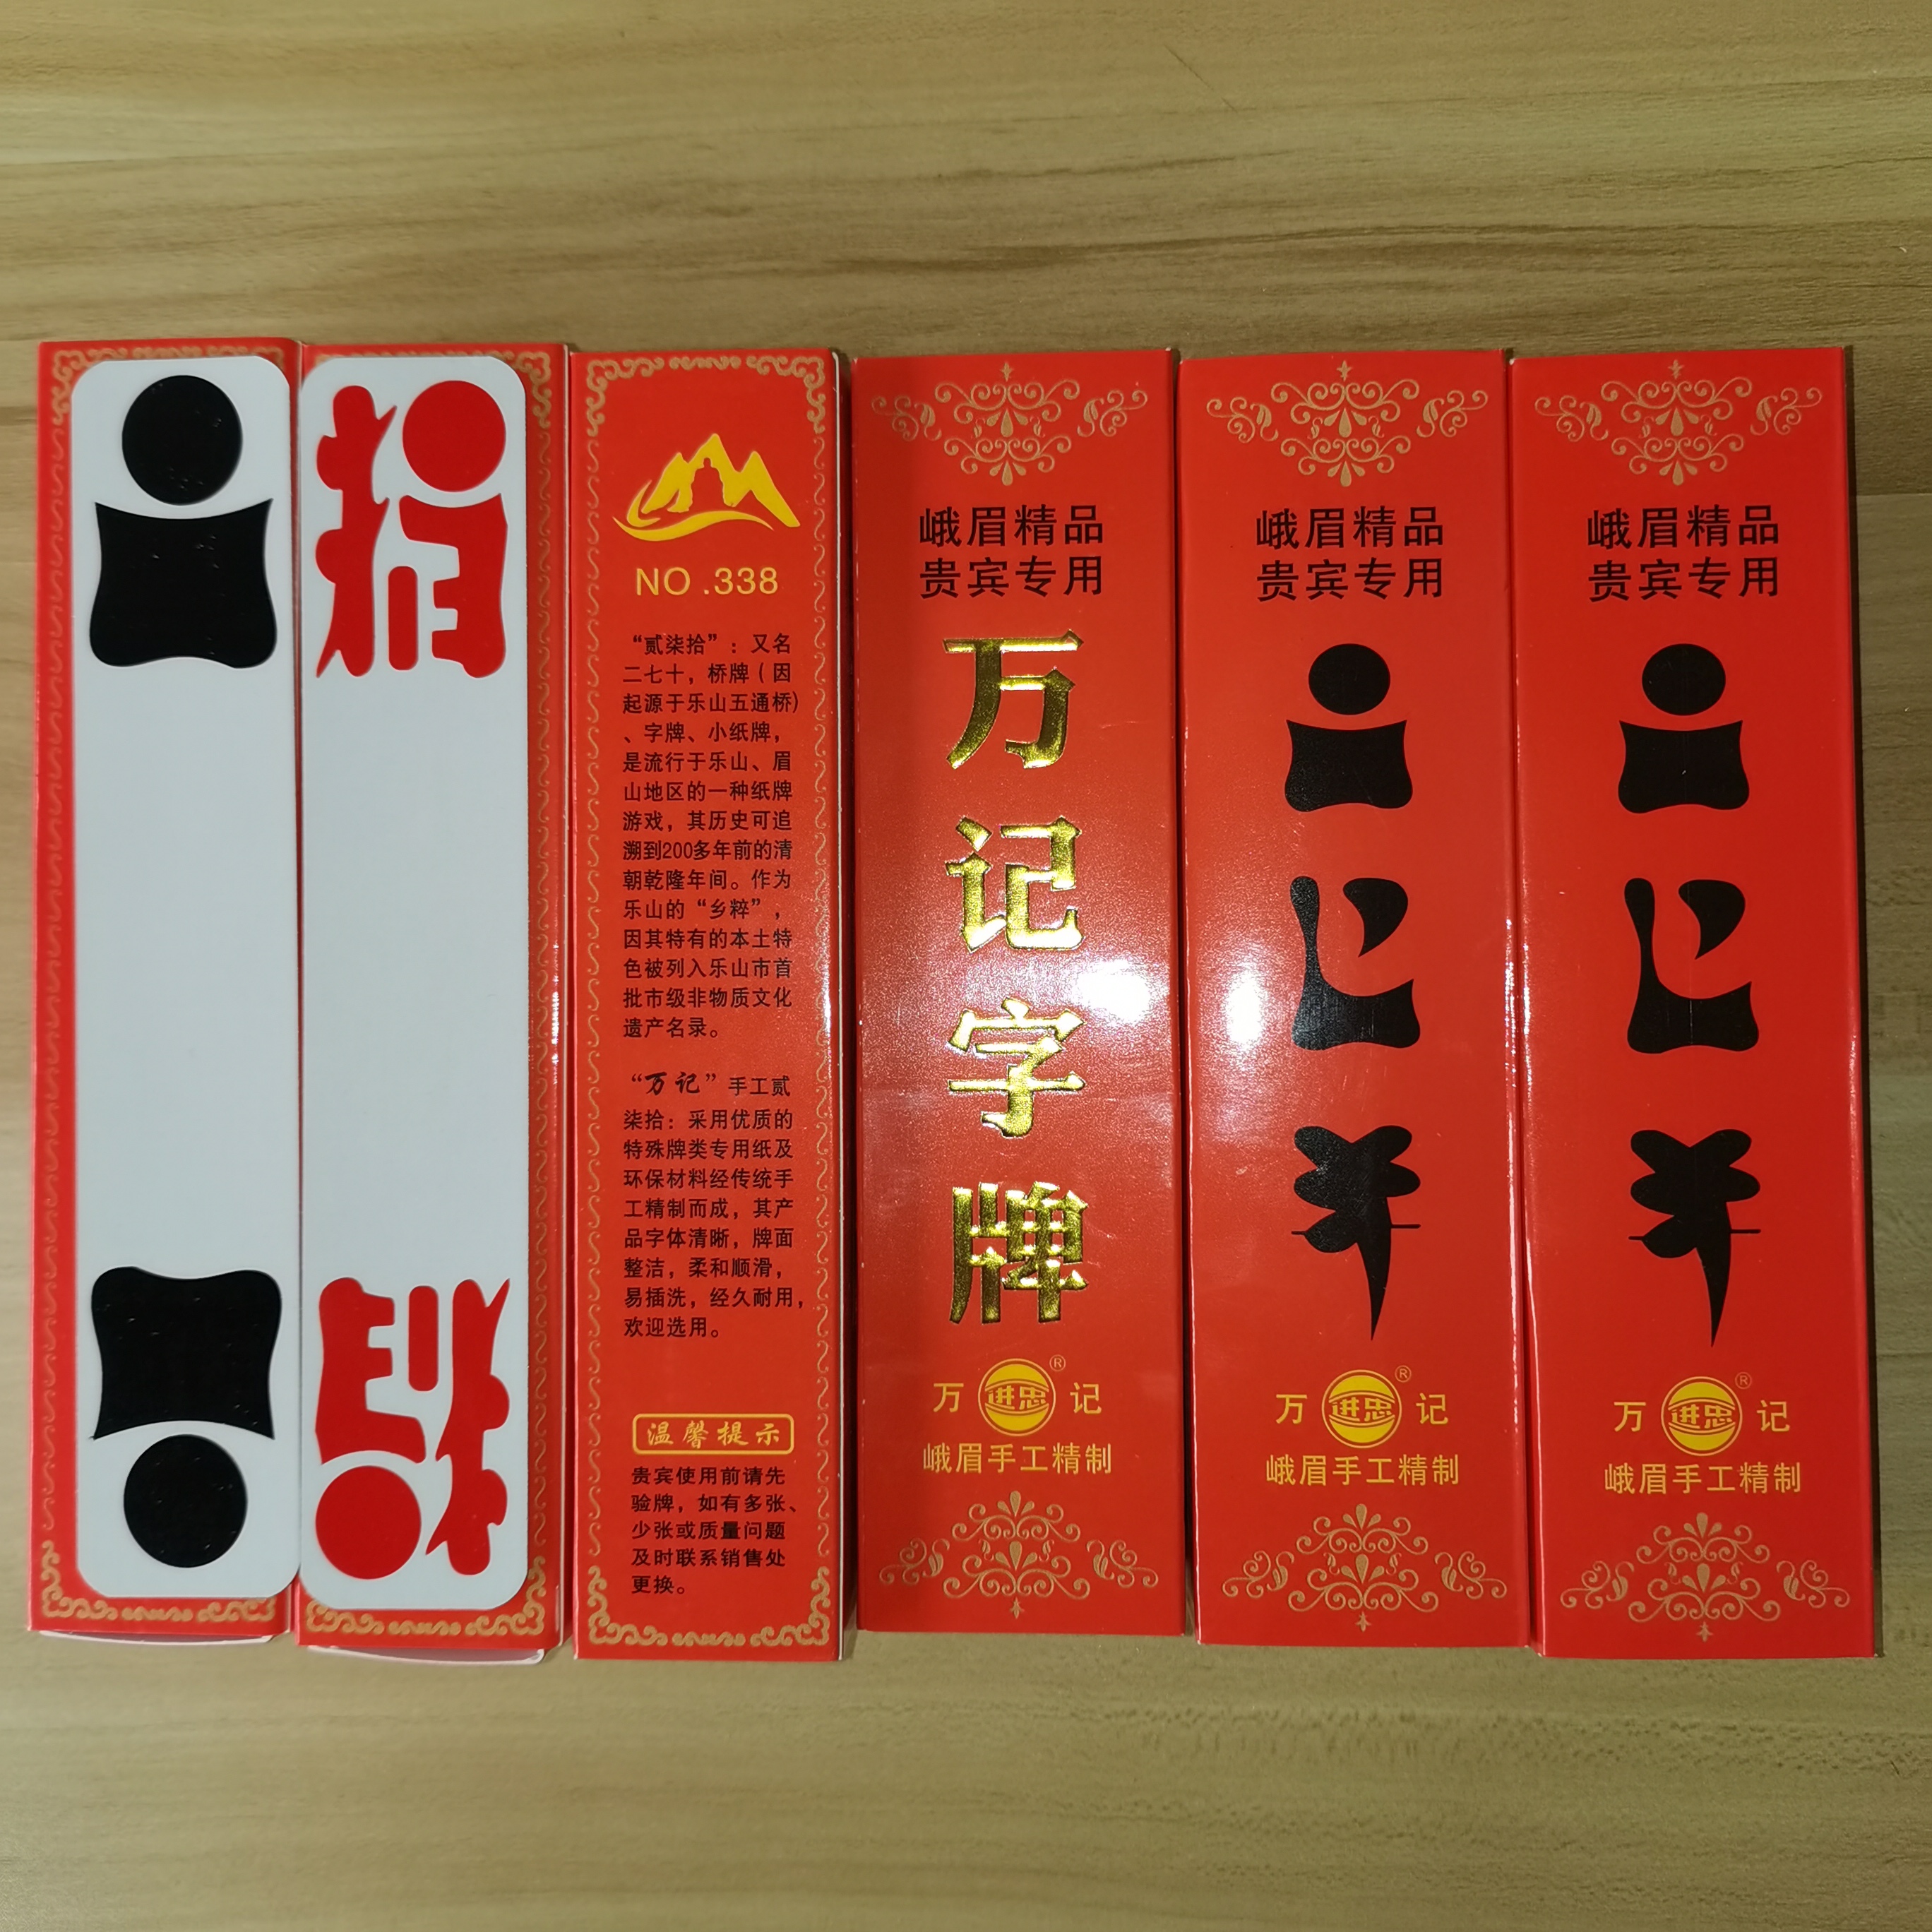 拾
拾
NO.338
“贰柒拾”：又名
二七十，桥牌（因
起源于乐山五通桥)
、字牌、小纸牌，
是流行于乐山、眉
山地区的一种纸牌
游戏，其历史可追
溯到200多年前的清
朝乾隆年间。作为
乐山的“乡粹”，
因其特有的本土特
色被列入乐山市首
批市级非物质文化
遗产名录。
“万记”手工贰
柒拾：采用优质的
特殊牌类专用纸及
环保材料经传统手
工精制而成，其产
品字体清晰，牌面
整洁，柔和顺滑，
易插洗，经久耐用，
欢迎选用。
温馨提示
贵宾使用前请先
验牌，如有多张、
少张或质量问题
及时联系销售处
更换。
峨眉精品
贵宾专用
万记字牌
万 进忠 ® 记
峨眉手工精制
峨眉精品
贵宾专用
万 进忠 ® 记
峨眉手工精制
峨眉精品
贵宾专用
万 进忠 ® 记
峨眉手工精制